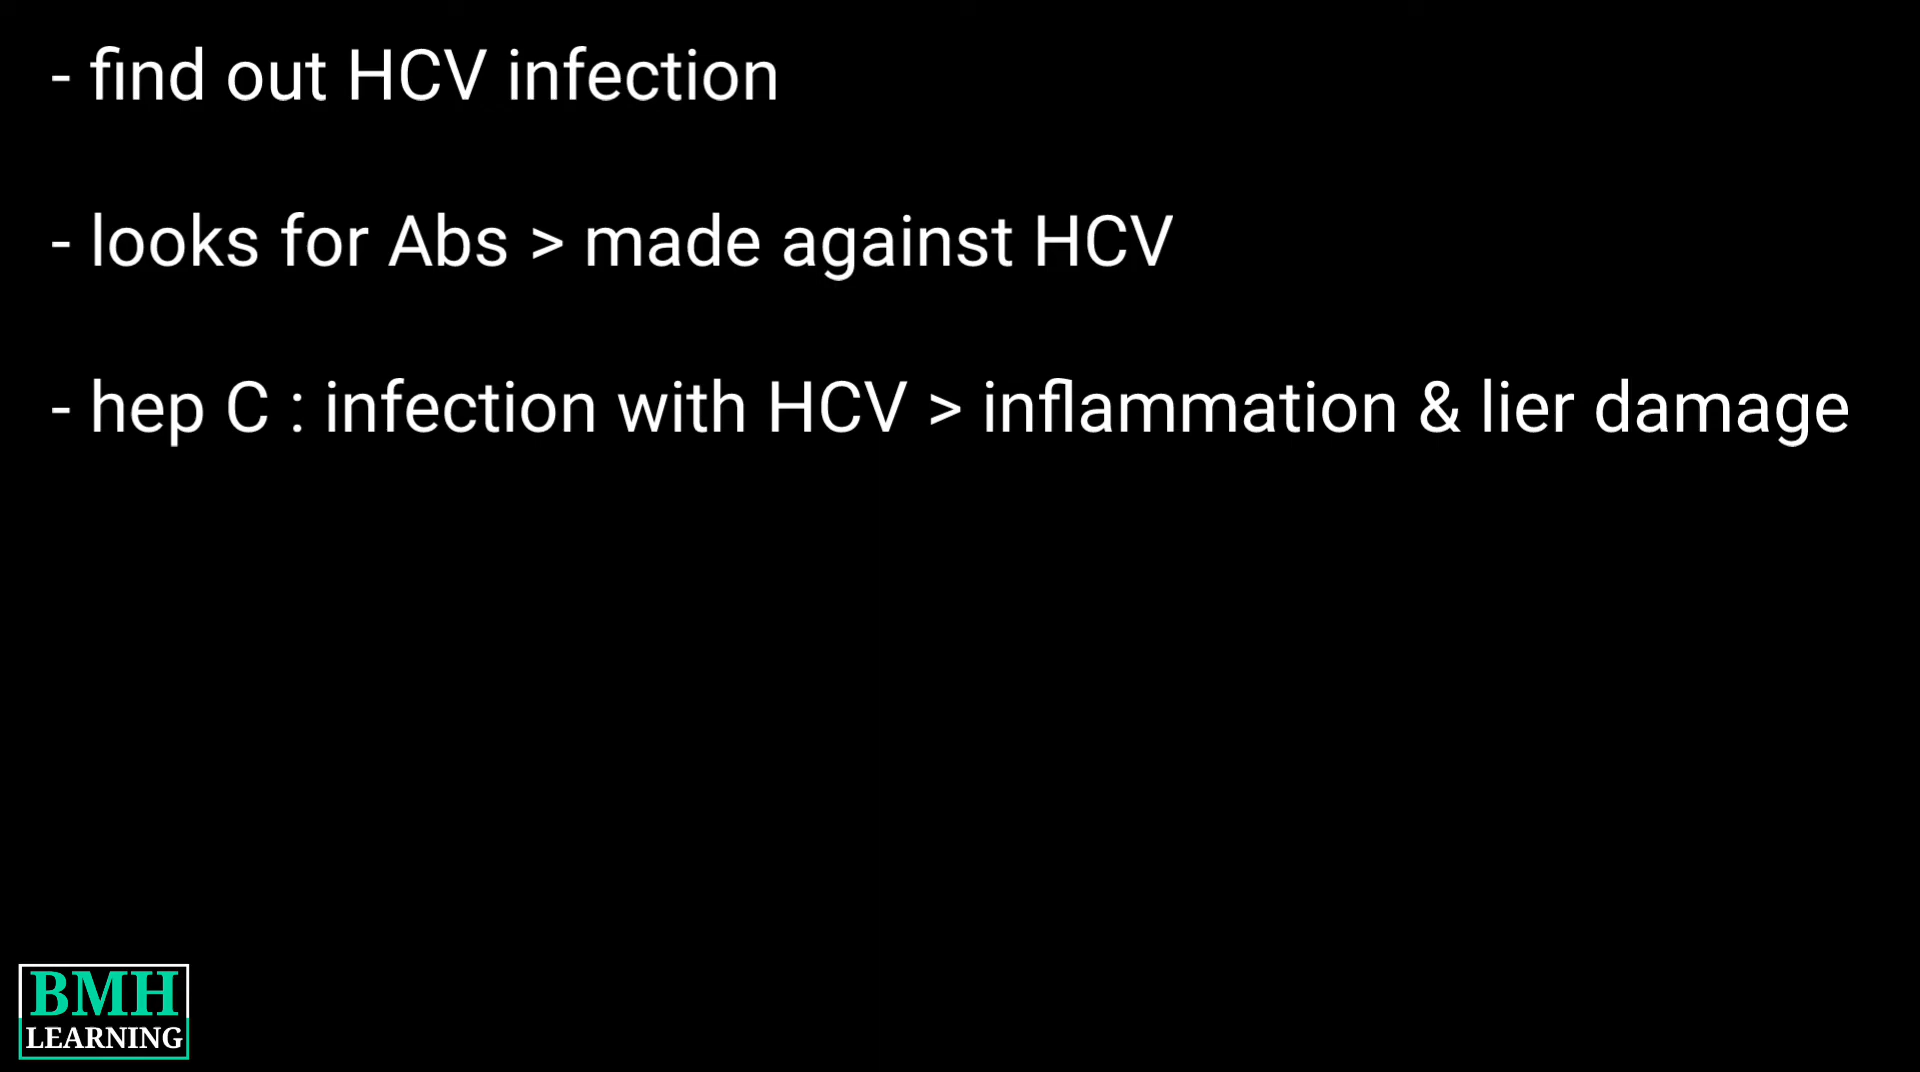 - find out HCV infection
- looks for Abs > made against HCV
- hep C : infection with HCV > inflammation & lier damage
BMH
LEARNING